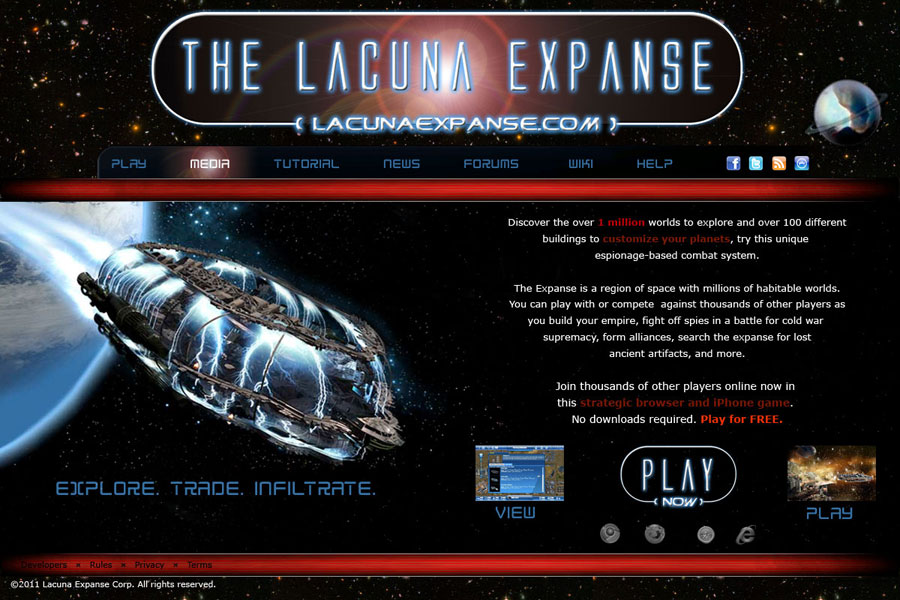 THE LACUNA EXPANSE
LACUNAEXPANSE.COM
PLAY MEDIA TUTORIAL NEWS FORUMS WIKI HELP
Discover the over 1 million worlds to explore and over 100 different
buildings to customize your planets, try this unique
espionage-based combat system.
The Expanse is a region of space with millions of habitable worlds.
You can play with or compete against thousands of other players as
you build your empire, fight off spies in a battle for cold war
supremacy, form alliances, search the expanse for lost
ancient artifacts, and more.
Join thousands of other players online now in
this strategic browser and iPhone game.
No downloads required. Play for FREE.
EXPLORE. TRADE. INFILTRATE.
VIEW
PLAY
NOW
PLAY
Developers × Rules × Privacy × Terms
©2011 Lacuna Expanse Corp. All rights reserved.